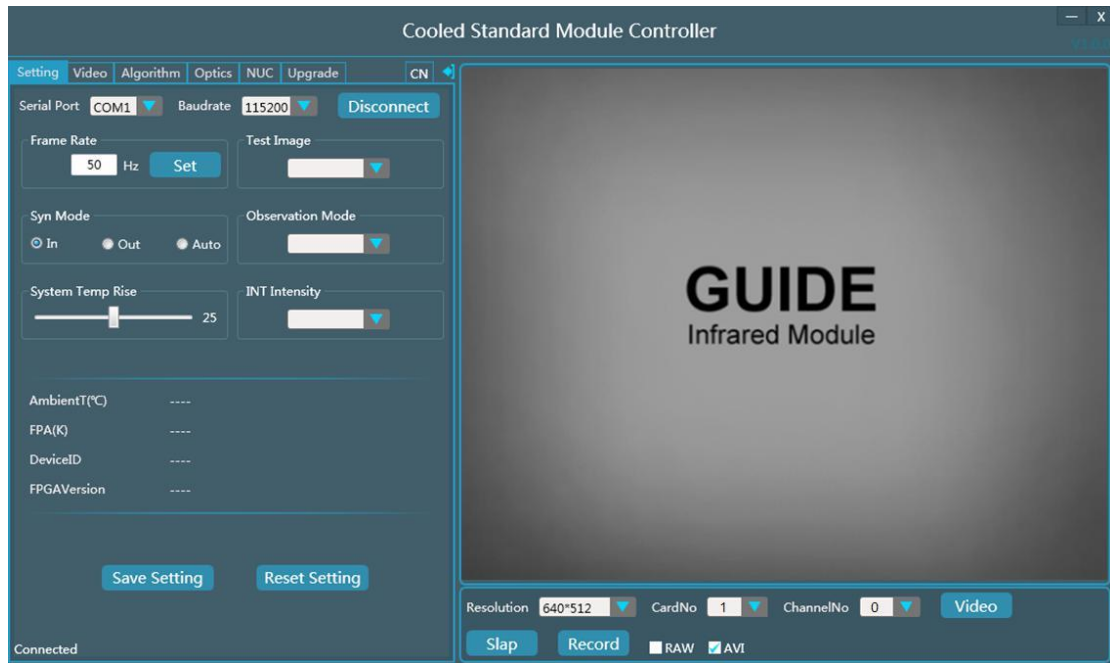 Cooled Standard Module Controller
— X
Setting Video Algorithm Optics NUC Upgrade CN
Serial Port COM1 Baudrate 115200 Disconnect
Frame Rate
50 Hz Set
Test Image
Syn Mode
In Out Auto
Observation Mode
System Temp Rise
25
INT Intensity
AmbientT(℃) ----
FPA(K) ----
DeviceID ----
FPGAVersion ----
Save Setting Reset Setting
Connected
GUIDE
Infrared Module
Resolution 640*512 CardNo 1 ChannelNo 0 Video
Slap Record RAW AVI